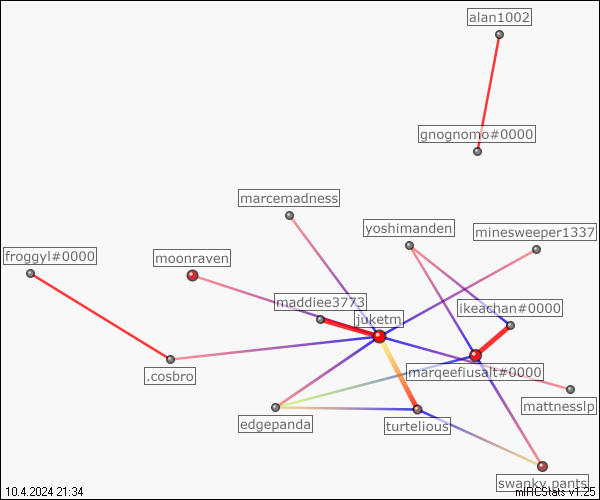 alan1002
gnognomo#0000
marcemadness
yoshimanden
minesweeper1337
froggyl#0000
moonraven
maddiee3773
juketm
ikeachan#0000
.cosbro
marqeefiusalt#0000
mattnesslp
edgepanda
turtelious
swanky.pants
10.4.2024 21:34
mIRCStats v1.25